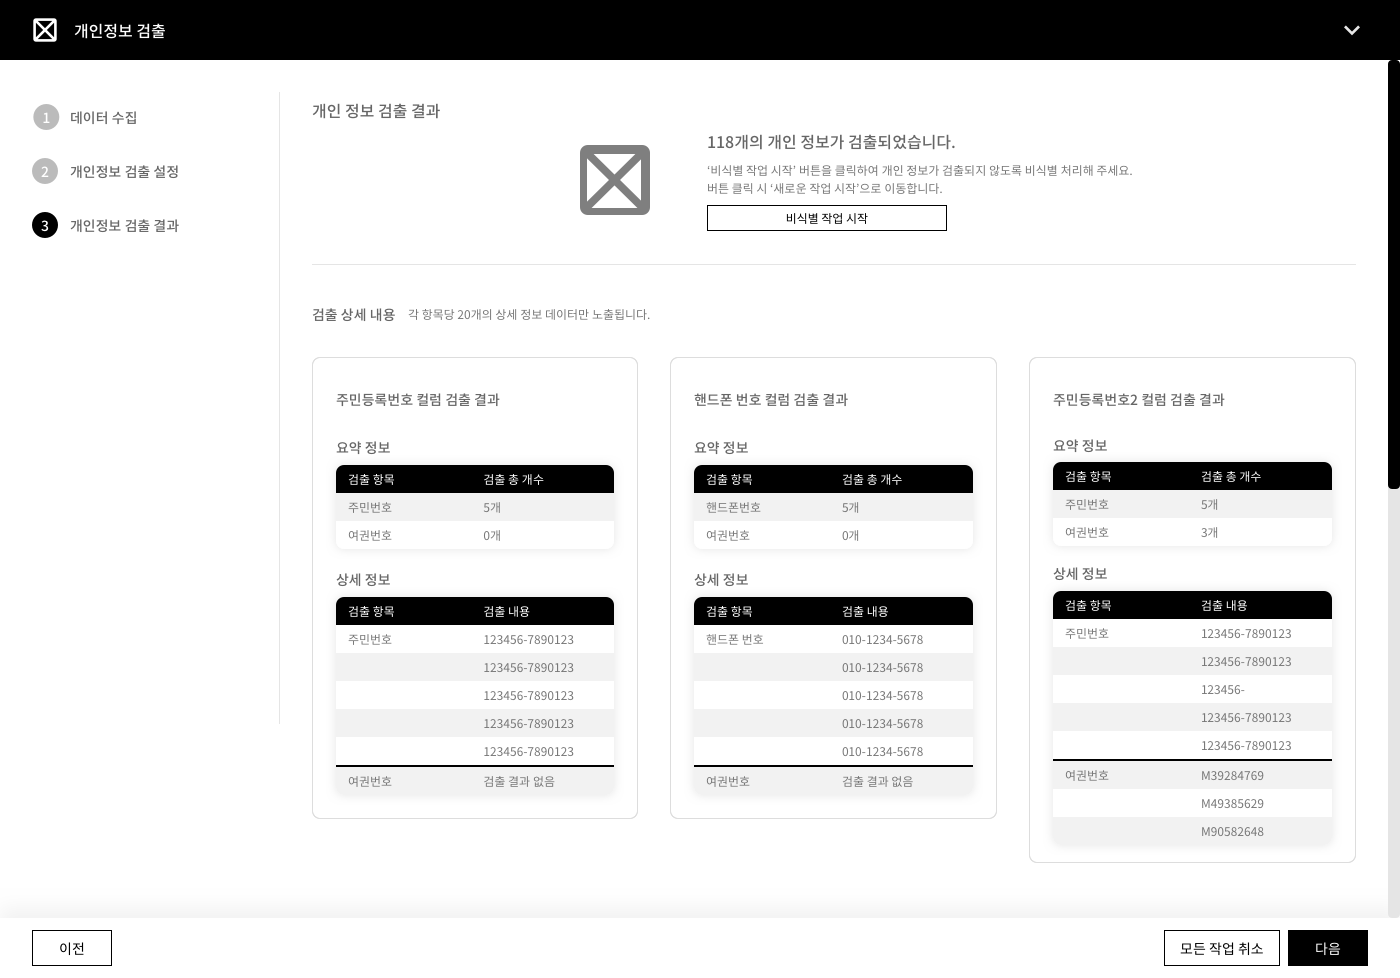 개인정보 검출
1 데이터 수집
2 개인정보 검출 설정
3 개인정보 검출 결과
개인 정보 검출 결과
118개의 개인 정보가 검출되었습니다.
‘비식별 작업 시작’ 버튼을 클릭하여 개인 정보가 검출되지 않도록 비식별 처리해 주세요.
버튼 클릭 시 ‘새로운 작업 시작’으로 이동합니다.
비식별 작업 시작
검출 상세 내용 각 항목당 20개의 상세 정보 데이터만 노출됩니다.
주민등록번호 컬럼 검출 결과
요약 정보
검출 항목 검출 총 개수
주민번호 5개
여권번호 0개
상세 정보
검출 항목 검출 내용
주민번호 123456-7890123
123456-7890123
123456-7890123
123456-7890123
123456-7890123
여권번호 검출 결과 없음
핸드폰 번호 컬럼 검출 결과
요약 정보
검출 항목 검출 총 개수
핸드폰번호 5개
여권번호 0개
상세 정보
검출 항목 검출 내용
핸드폰 번호 010-1234-5678
010-1234-5678
010-1234-5678
010-1234-5678
010-1234-5678
여권번호 검출 결과 없음
주민등록번호2 컬럼 검출 결과
요약 정보
검출 항목 검출 총 개수
주민번호 5개
여권번호 3개
상세 정보
검출 항목 검출 내용
주민번호 123456-7890123
123456-7890123
123456-
123456-7890123
123456-7890123
여권번호 M39284769
M49385629
M90582648
이전
모든 작업 취소
다음